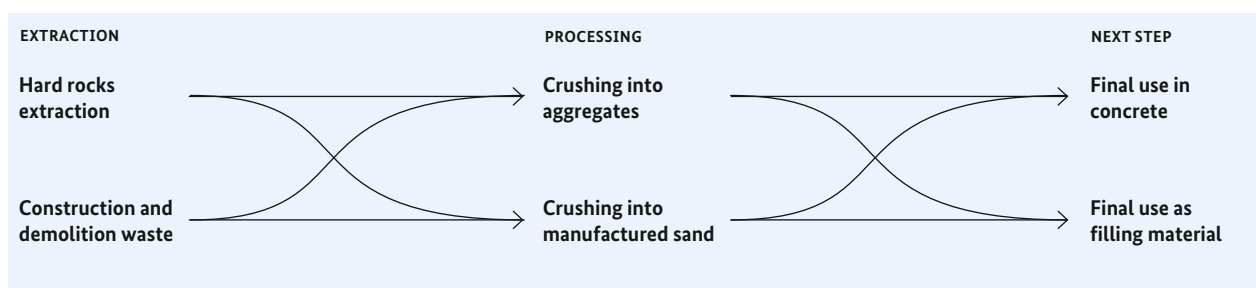 EXTRACTION
PROCESSING
NEXT STEP
Hard rocks
extraction
Crushing into
aggregates
Final use in
concrete
Construction and
demolition waste
Crushing into
manufactured sand
Final use as
filling material